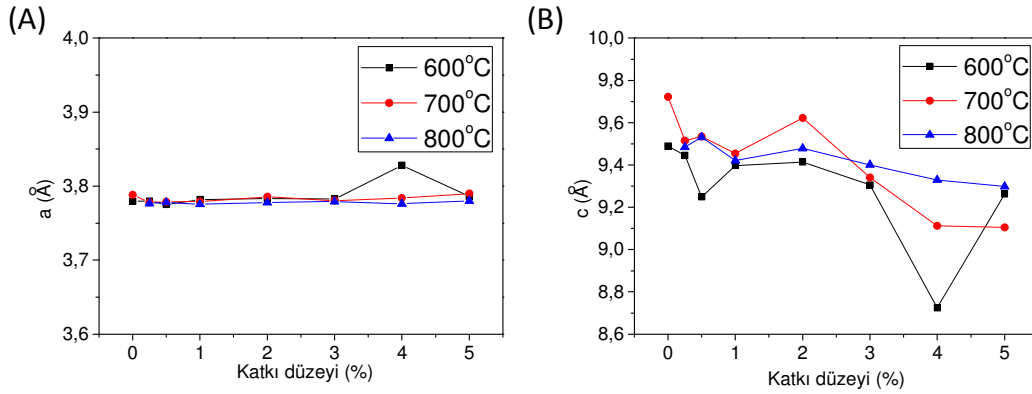 (A)
4,0
3,9
3,8
3,7
3,6
a (Å)
0 1 2 3 4 5
Katkı düzeyi (%)
600°C
700°C
800°C
(B)
10,0
9,8
9,6
9,4
9,2
9,0
8,8
8,6
c (Å)
0 1 2 3 4 5
Katkı düzeyi (%)
600°C
700°C
800°C